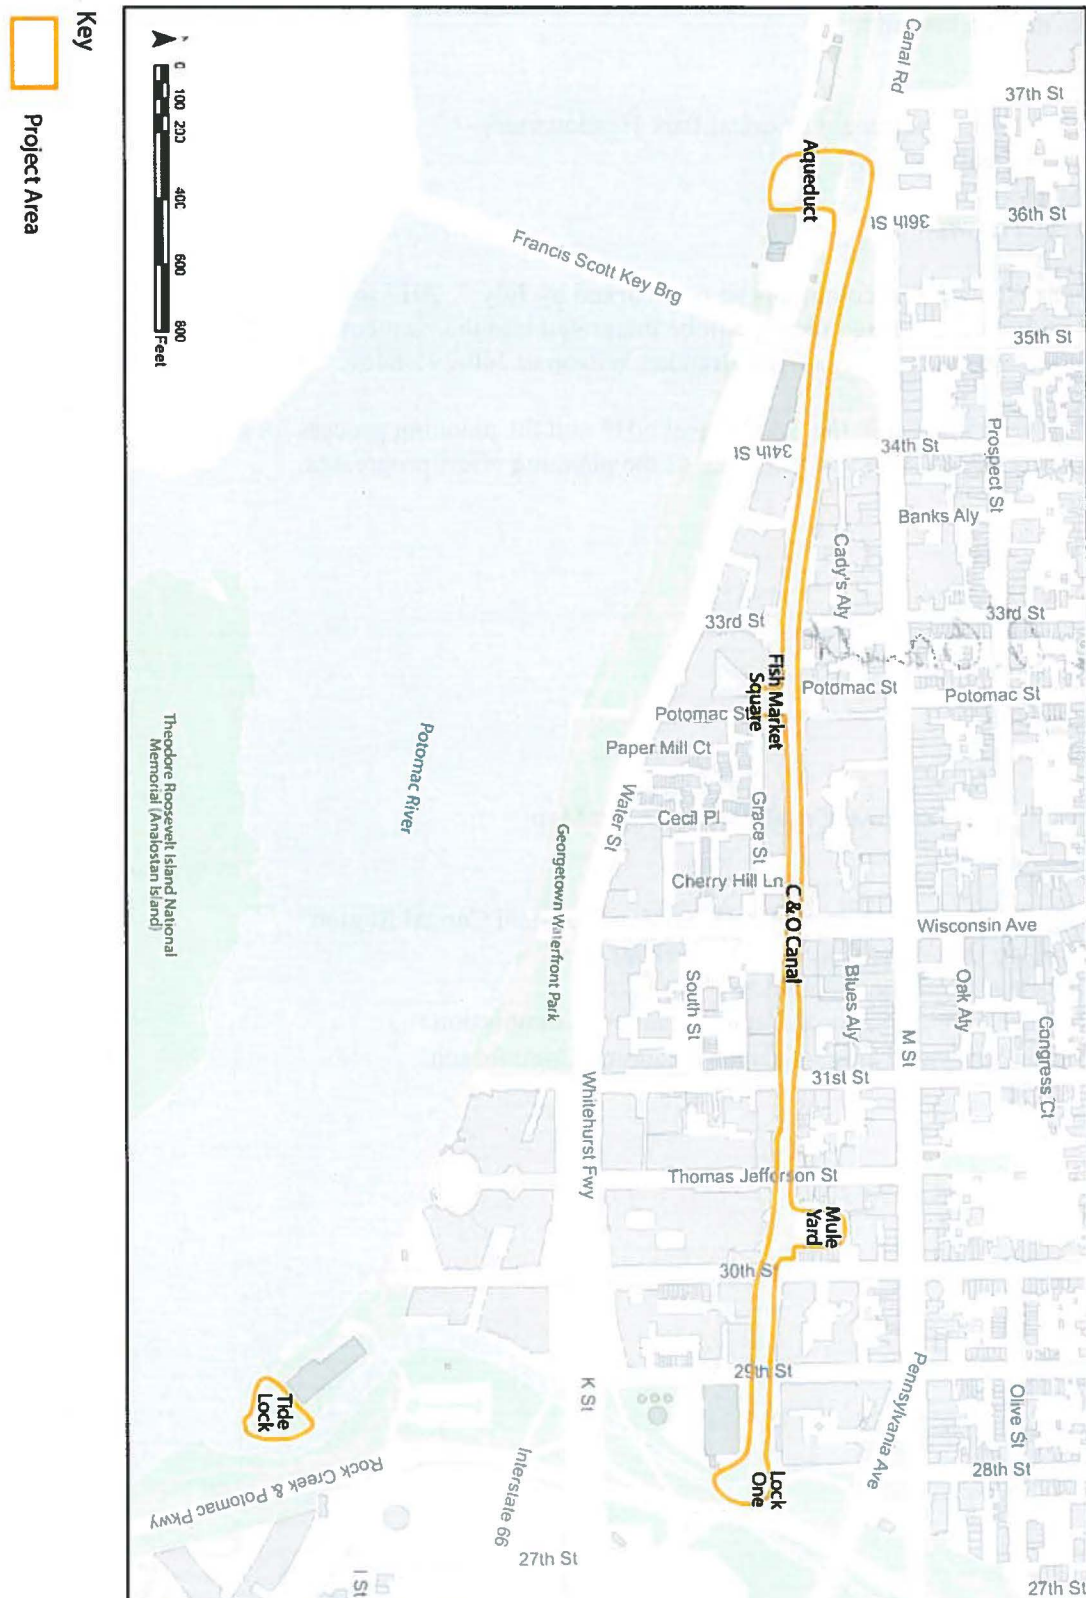 Key
Project Area
N
0 100 200 400 600 800
Feet
Canal Rd
37th St
Aqueduct
36th St
36th St
Francis Scott Key Brg
35th St
34th St
34th St
Prospect St
Banks Aly
Cady's Aly
33rd St
33rd St
Fish Market
Square
Potomac St
Potomac St
Potomac St
Paper Mill Ct
Water St
Cecil Pl
Grace St
Cherry Hill Ln
C & O Canal
Wisconsin Ave
Potomac River
Georgetown Waterfront Park
Theodore Roosevelt Island National
Memorial (Analostan Island)
South St
Blues Aly
Oak Aly
M St
Congress Ct
31st St
Whitehurst Fwy
Thomas Jefferson St
Mule
Yard
30th St
29th St
K St
Pennsylvania Ave
Olive St
28th St
Tide
Lock
Lock
One
Rock Creek & Potomac Pkwy
Interstate 66
27th St
27th St
I St